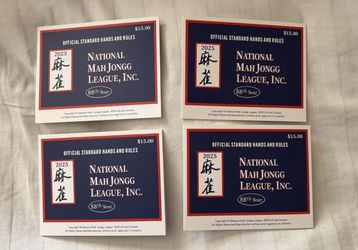 $15.00
OFFICIAL STANDARD HANDS AND RULES
2025
麻雀
NATIONAL
MAH JONGG
LEAGUE, INC.
88th Year
$15.00
OFFICIAL STANDARD HANDS AND RULES
2025
麻雀
NATIONAL
MAH JONGG
LEAGUE, INC.
88th Year
$15.00
OFFICIAL STANDARD HANDS AND RULES
2025
麻雀
NATIONAL
MAH JONGG
LEAGUE, INC.
88th Year
$15.00
OFFICIAL STANDARD HANDS AND RULES
2025
麻雀
NATIONAL
MAH JONGG
LEAGUE, INC.
88th Year